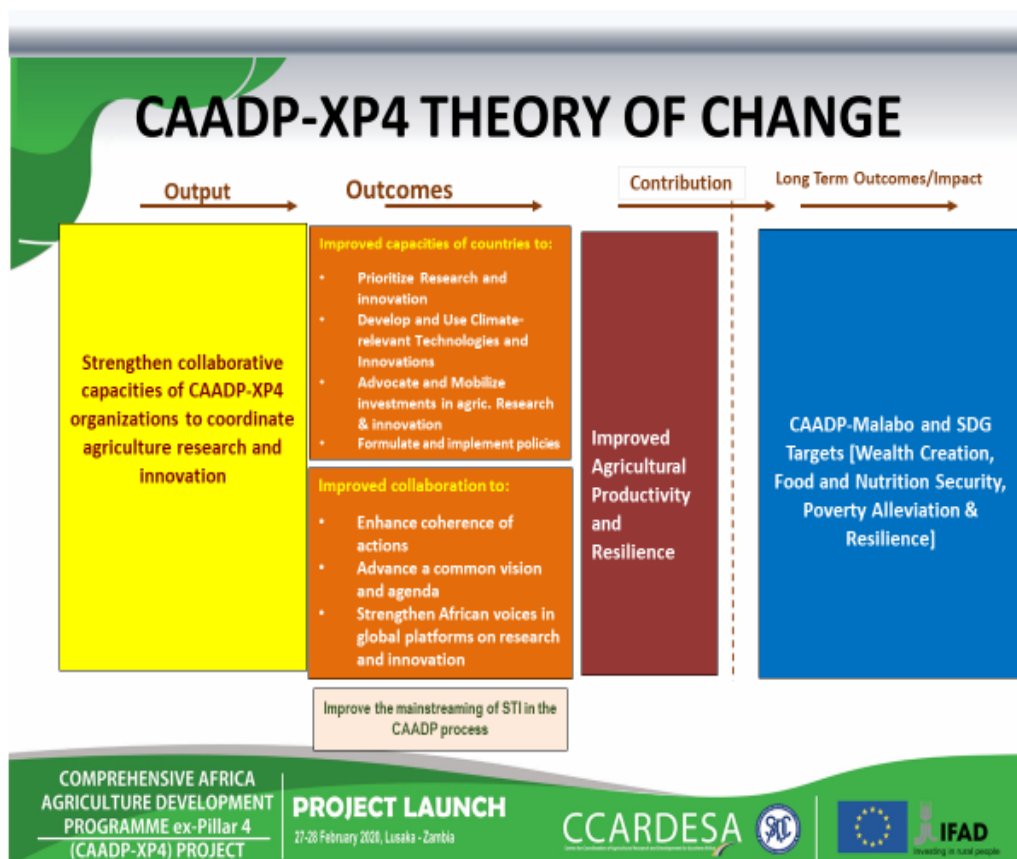 CAADP-XP4 THEORY OF CHANGE
Output
Outcomes
Contribution
Long Term Outcomes/Impact
Strengthen collaborative
capacities of CAADP-XP4
organizations to coordinate
agriculture research and
innovation
Improved capacities of countries to:
• Prioritize Research and
innovation
• Develop and Use Climate-
relevant Technologies and
Innovations
• Advocate and Mobilize
investments in agric. Research
& innovation
• Formulate and implement policies
Improved collaboration to:
• Enhance coherence of
actions
• Advance a common vision
and agenda
• Strengthen African voices in
global platforms on research
and innovation
Improve the mainstreaming of STI in the
CAADP process
Improved
Agricultural
Productivity
and
Resilience
CAADP-Malabo and SDG
Targets [Wealth Creation,
Food and Nutrition Security,
Poverty Alleviation &
Resilience]
COMPREHENSIVE AFRICA
AGRICULTURE DEVELOPMENT
PROGRAMME ex-Pillar 4
(CAADP-XP4) PROJECT
PROJECT LAUNCH
27-28 February 2020, Lusaka - Zambia
CCARDESA
IFAD
Investing in rural people